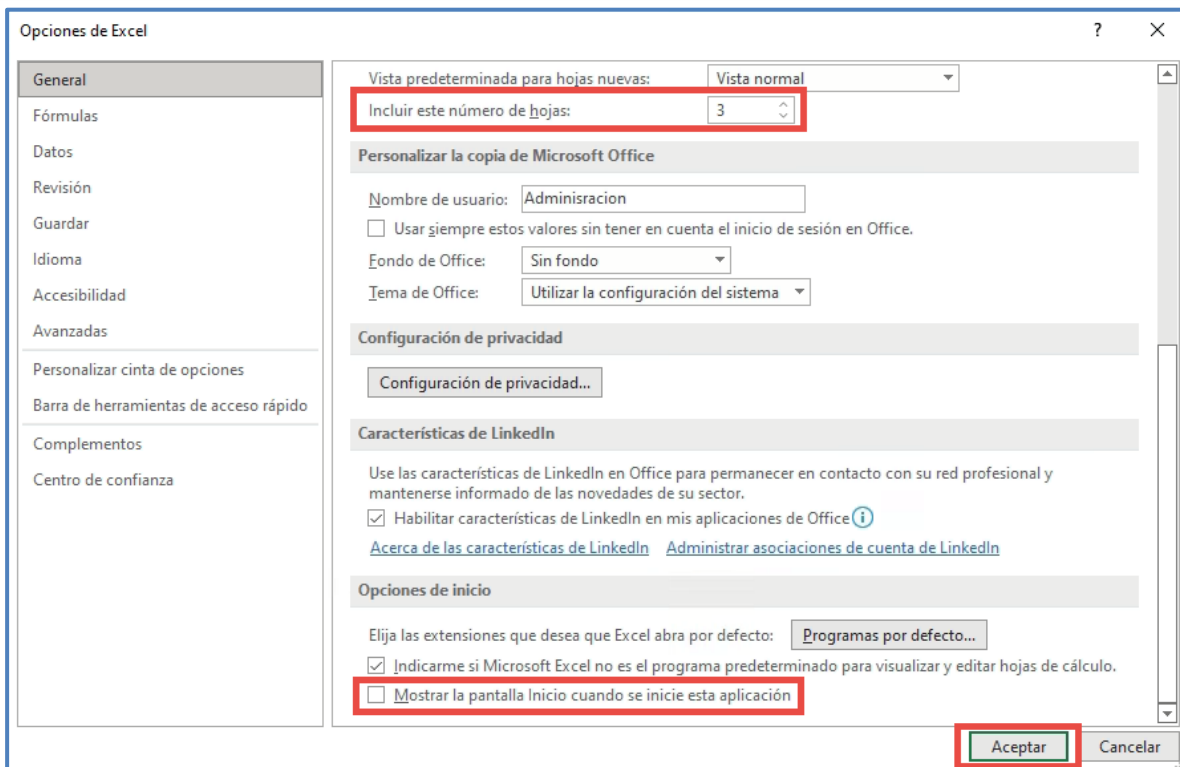 Opciones de Excel
?
General
Fórmulas
Datos
Revisión
Guardar
Idioma
Accesibilidad
Avanzadas
Personalizar cinta de opciones
Barra de herramientas de acceso rápido
Complementos
Centro de confianza
Vista predeterminada para hojas nuevas: Vista normal
Incluir este número de hojas: 3
Personalizar la copia de Microsoft Office
Nombre de usuario: Adminisracion
Usar siempre estos valores sin tener en cuenta el inicio de sesión en Office.
Fondo de Office: Sin fondo
Tema de Office: Utilizar la configuración del sistema
Configuración de privacidad
Configuración de privacidad...
Características de LinkedIn
Use las características de LinkedIn en Office para permanecer en contacto con su red profesional y
mantenerse informado de las novedades de su sector.
Habilitar características de LinkedIn en mis aplicaciones de Office
Acerca de las características de LinkedIn Administrar asociaciones de cuenta de LinkedIn
Opciones de inicio
Elija las extensiones que desea que Excel abra por defecto: Programas por defecto...
Indicarme si Microsoft Excel no es el programa predeterminado para visualizar y editar hojas de cálculo.
Mostrar la pantalla Inicio cuando se inicie esta aplicación
Aceptar Cancelar